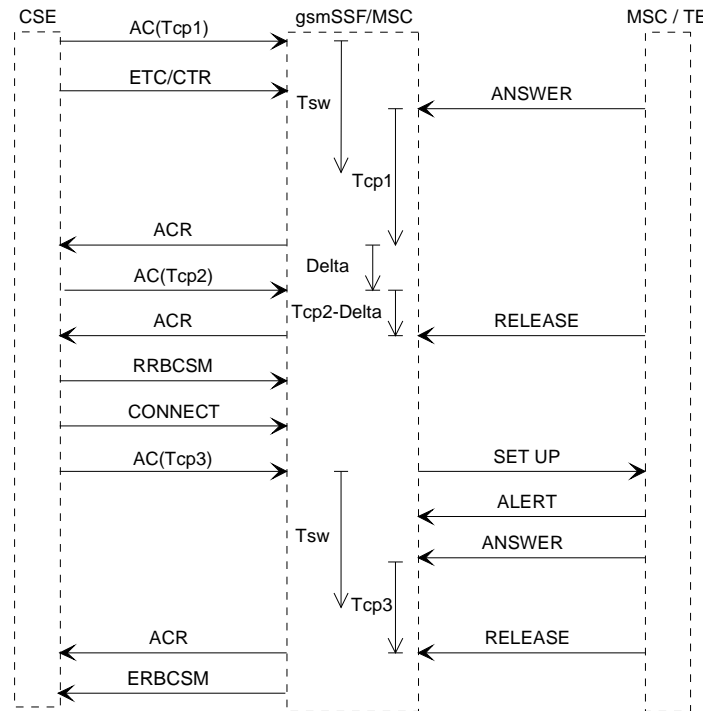 CSE gsmSSF/MSC MSC / TE
AC(Tcp1)
ETC/CTR
Tsw
ANSWER
Tcp1
ACR
Delta
AC(Tcp2)
Tcp2-Delta
ACR
RELEASE
RRBCSM
CONNECT
AC(Tcp3)
SET UP
ALERT
Tsw
ANSWER
Tcp3
ACR
RELEASE
ERBCSM